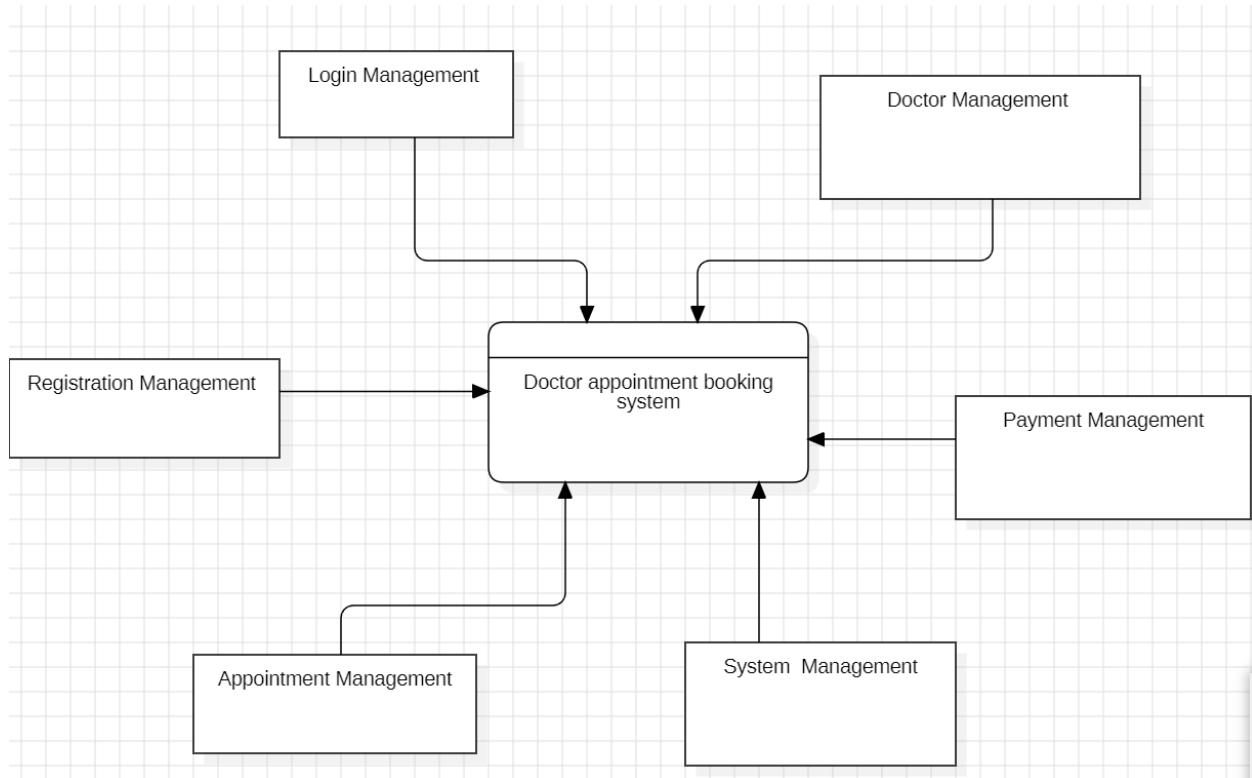 Login Management
Doctor Management
Registration Management
Doctor appointment booking
system
Payment Management
Appointment Management
System  Management